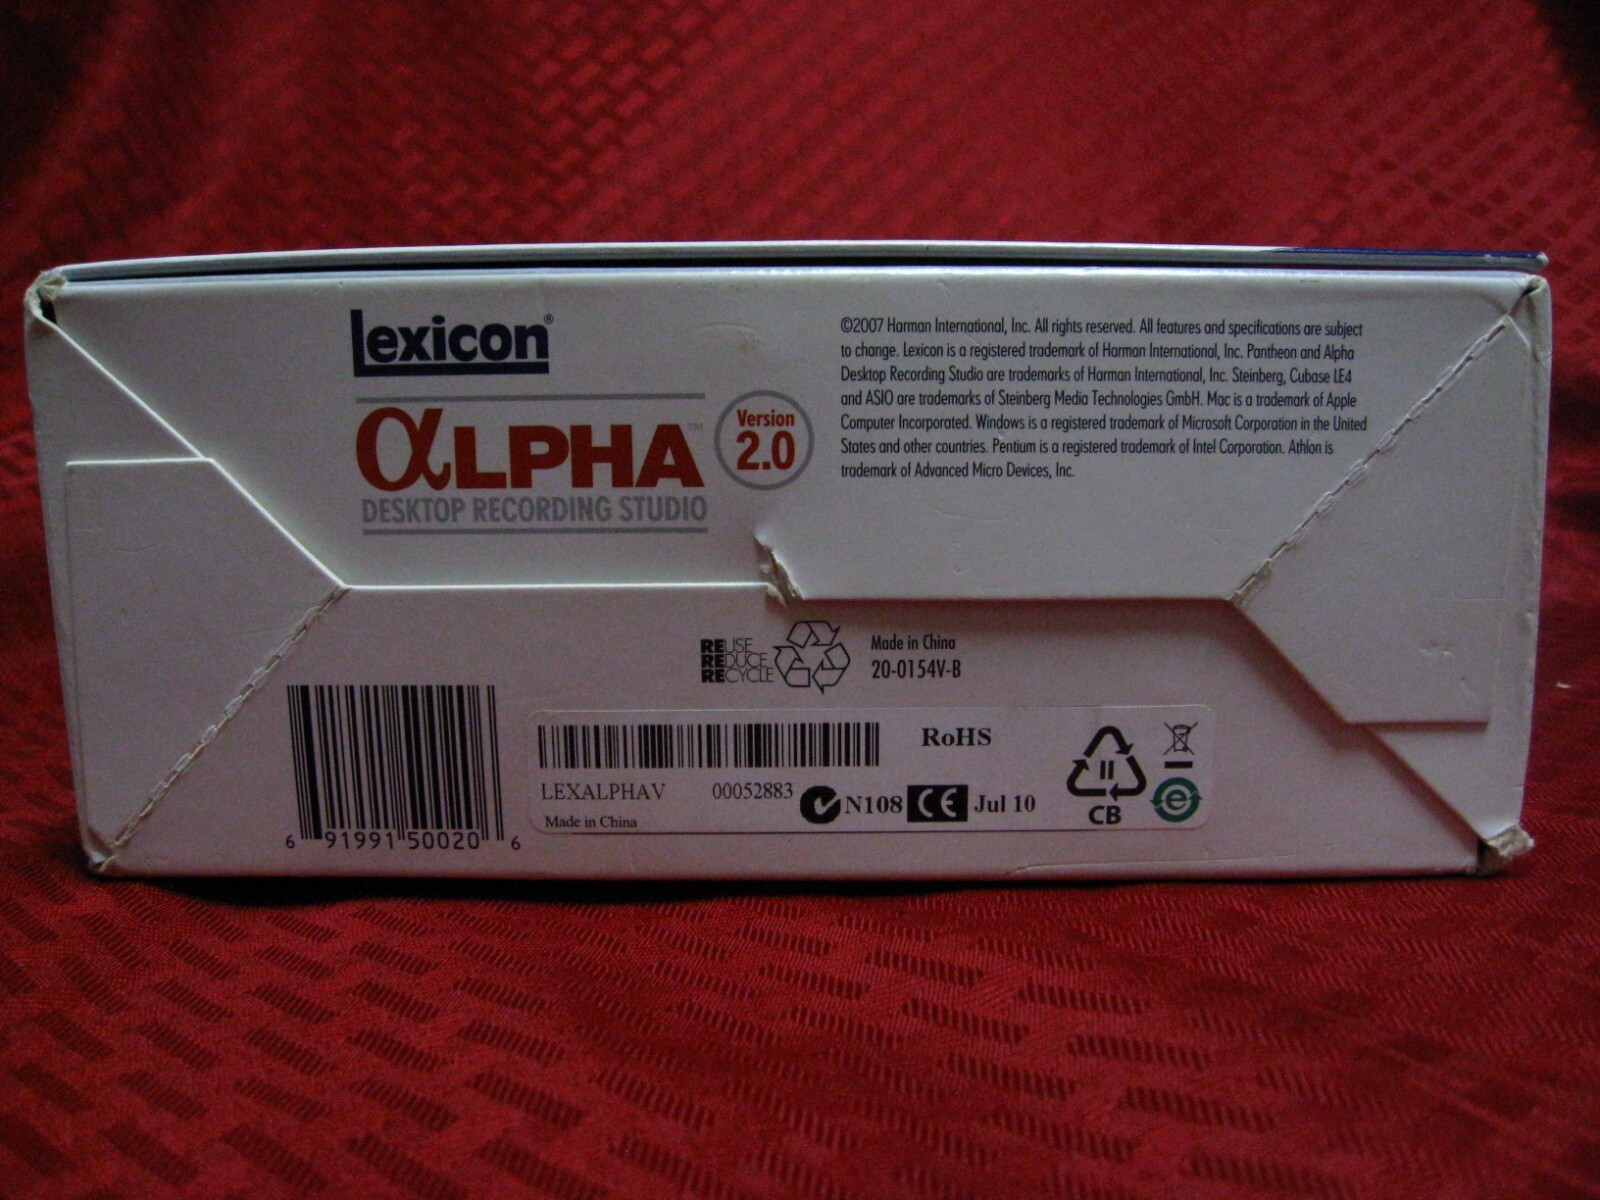 Lexicon®
αLPHA™
Version
2.0
DESKTOP RECORDING STUDIO
©2007 Harman International, Inc. All rights reserved. All features and specifications are subject
to change. Lexicon is a registered trademark of Harman International, Inc. Pantheon and Alpha
Desktop Recording Studio are trademarks of Harman International, Inc. Steinberg, Cubase LE4
and ASIO are trademarks of Steinberg Media Technologies GmbH. Mac is a trademark of Apple
Computer Incorporated. Windows is a registered trademark of Microsoft Corporation in the United
States and other countries. Pentium is a registered trademark of Intel Corporation. Athlon is
trademark of Advanced Micro Devices, Inc.
REUSE
REDUCE
RECYCLE
Made in China
20-0154V-B
6 91991 50020 6
LEXALPHAV 00052883
Made in China
RoHS
N108 CE Jul 10
11
CB
e